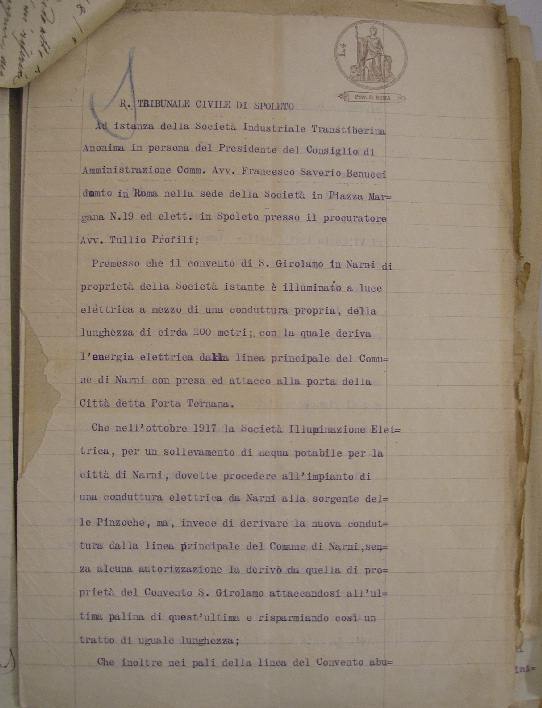 R. TRIBUNALE CIVILE DI SPOLETO
Ad istanza della Società Industriale Transtiberina
Anonima in persona del Presidente del Consiglio di
Amministrazione Comm. Avv. Francesco Saverio Benucci
domto in Roma nella sede della Società in Piazza Mar=
gana N.19 ed elett. in Spoleto presso il procuratore
Avv. Tullio Profili;
Premesso che il convento di S. Girolamo in Narni di
proprietà della Società istante è illuminato a luce
eléttrica a mezzo di una conduttura propria, della
lunghezza di circa 200 metri; con la quale deriva
l'energia elettrica dalla linea principale del Comu=
ne di Narni con presa ed attacco alla porta della
Città detta Porta Ternana.
Che nell'ottobre 1917 la Società Illuminazione Elet=
trica, per un sollevamento di acqua potabile per la
città di Narni, dovette procedere all'impianto di
una conduttura elettrica da Narni alla sorgente del=
le Pinzoche, ma, invece di derivare la nuova condut=
tura dalla linea principale del Comune di Narni,sen=
za alcuna autorizzazione la derivò da quella di pro=
prietà del Convento S. Girolamo attaccandosi all'ul=
tima palina di quest'ultima e risparmiando così un
tratto di uguale lunghezza;
Che inoltre nei pali della linea del Convento abu=